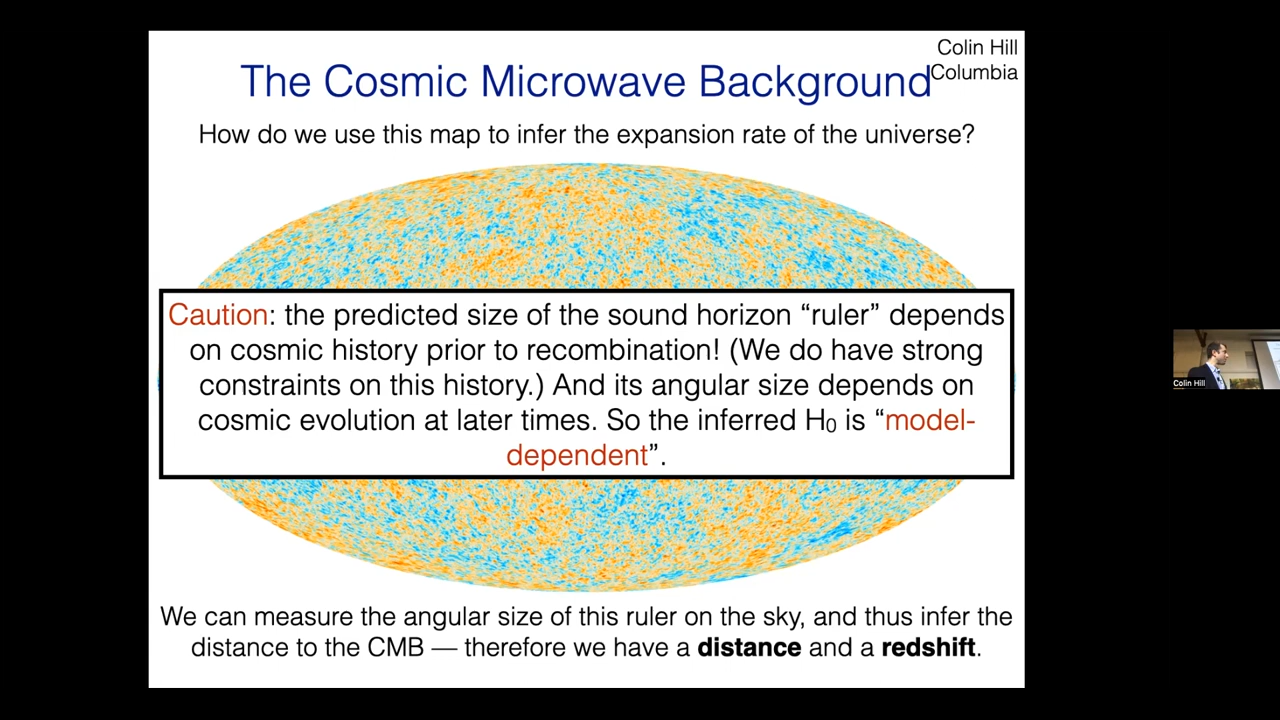 Colin Hill
Columbia
The Cosmic Microwave Background
How do we use this map to infer the expansion rate of the universe?
Caution: the predicted size of the sound horizon “ruler” depends
on cosmic history prior to recombination! (We do have strong
constraints on this history.) And its angular size depends on
cosmic evolution at later times. So the inferred H₀ is “model-
dependent”.
We can measure the angular size of this ruler on the sky, and thus infer the
distance to the CMB — therefore we have a distance and a redshift.
Colin Hill